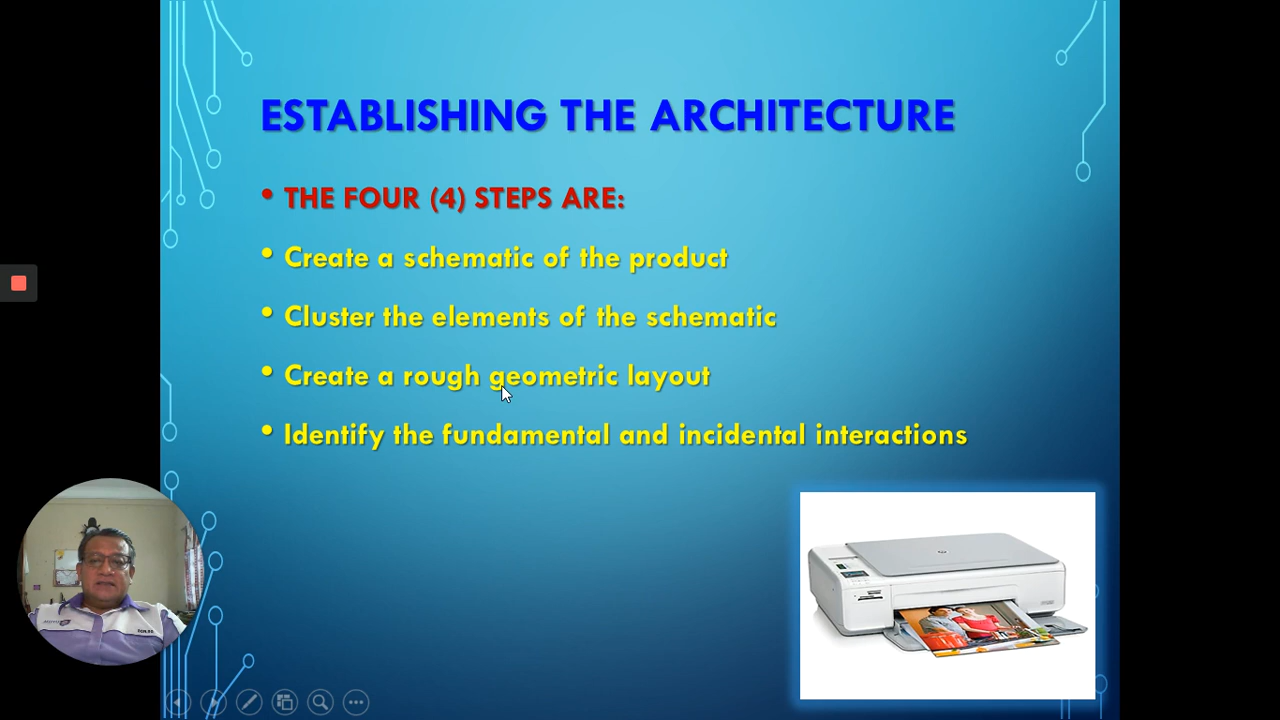 ESTABLISHING THE ARCHITECTURE
• THE FOUR (4) STEPS ARE:
• Create a schematic of the product
• Cluster the elements of the schematic
• Create a rough geometric layout
• Identify the fundamental and incidental interactions